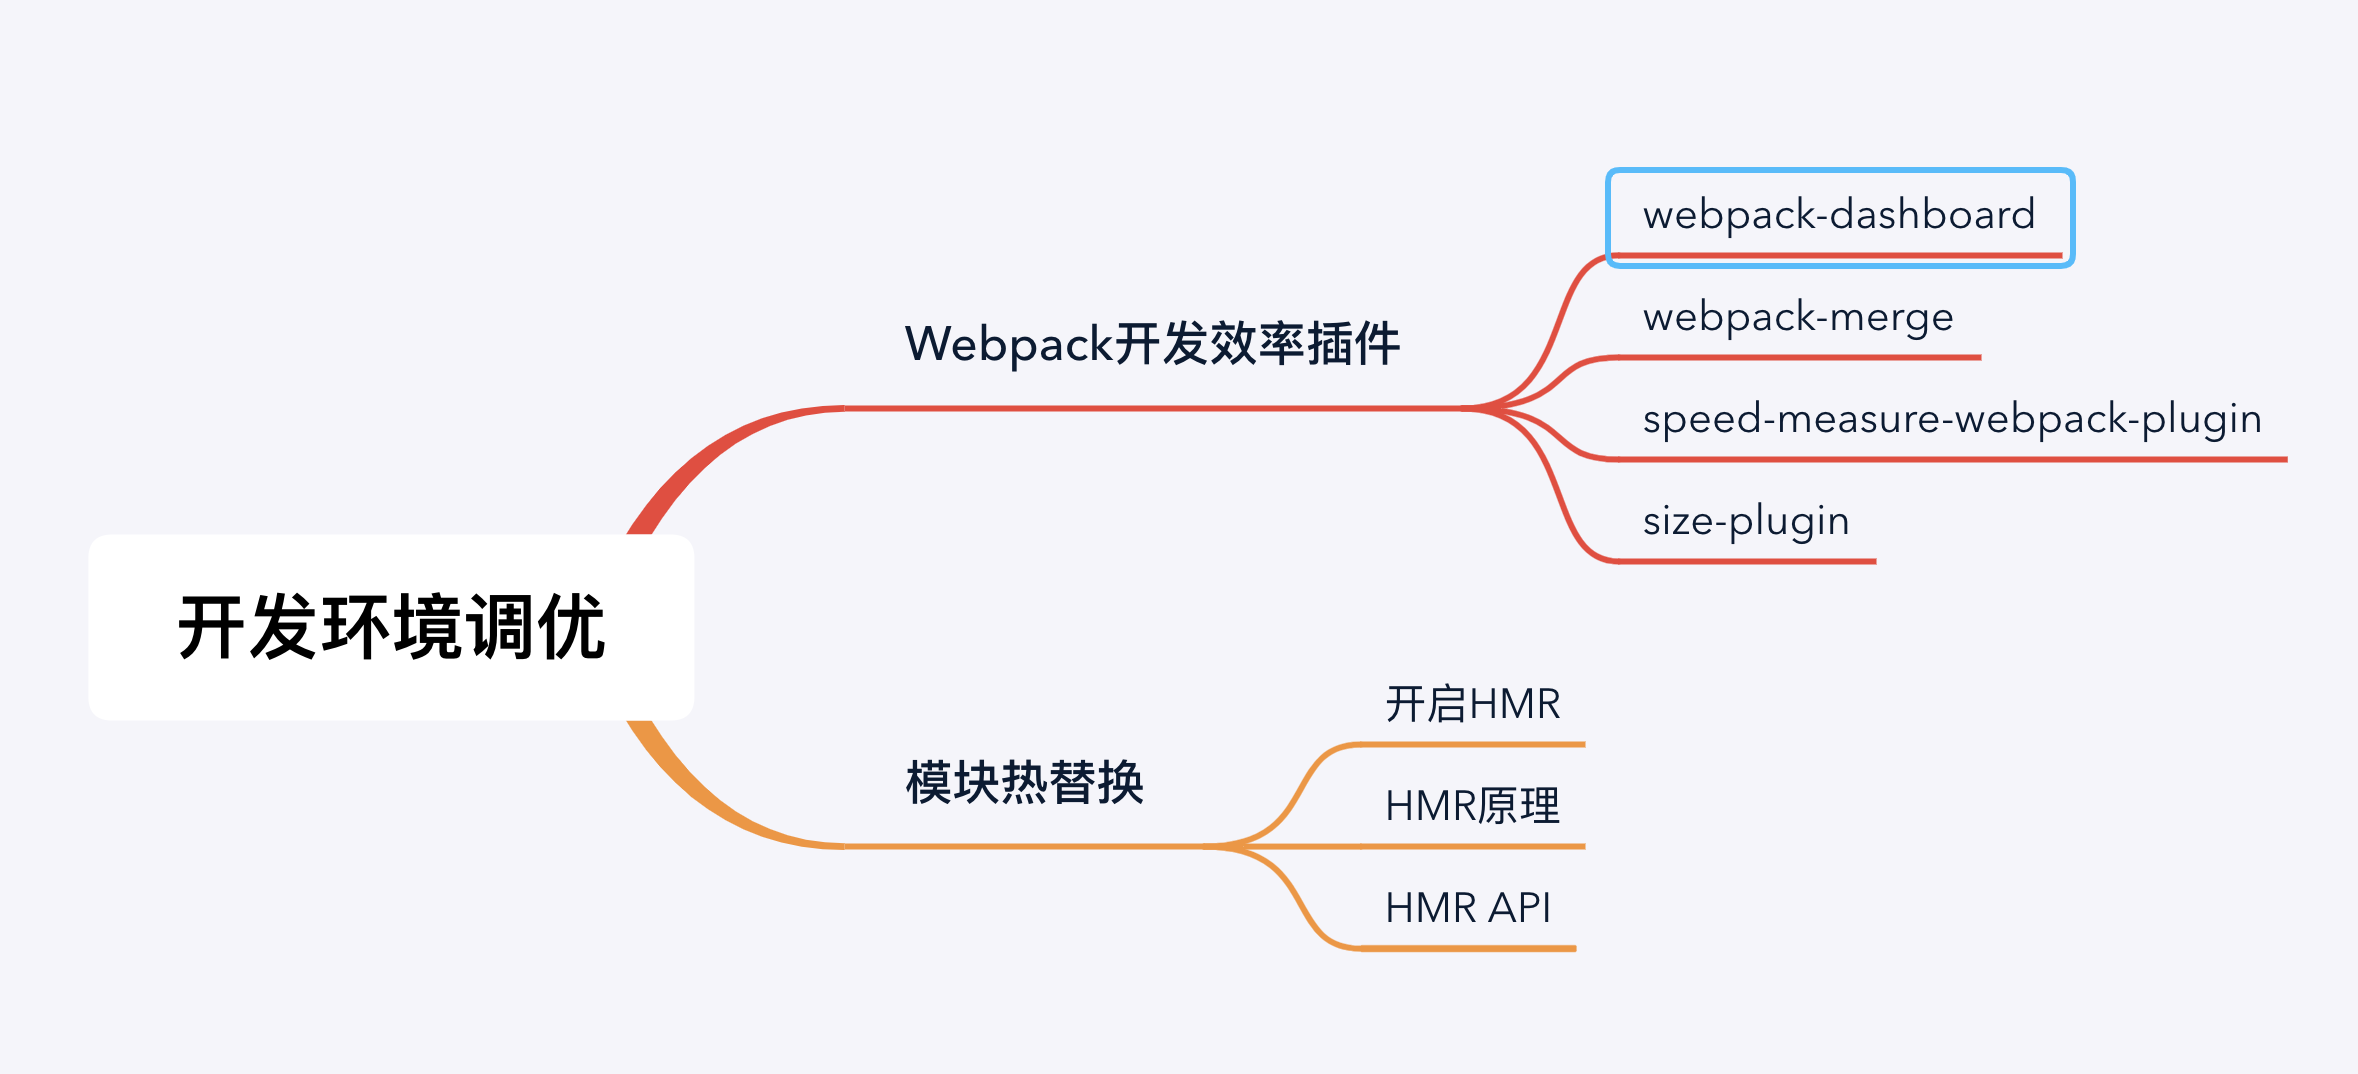 开发环境调优
Webpack开发效率插件
webpack-dashboard
webpack-merge
speed-measure-webpack-plugin
size-plugin
模块热替换
开启HMR
HMR原理
HMR API